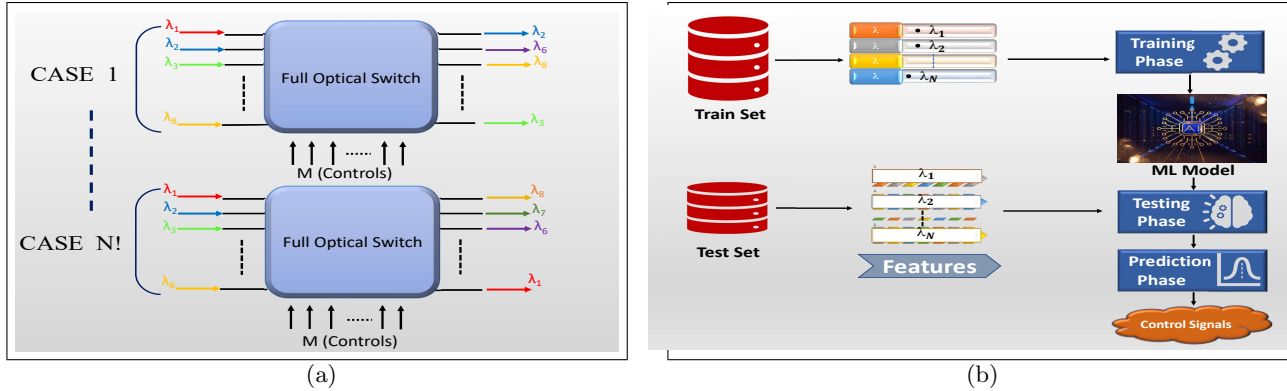 λ1
λ2
λ3
λ8
CASE 1
Full Optical Switch
λ2
λ6
λ8
λ3
M (Controls)
λ1
λ2
λ3
λ8
CASE N!
Full Optical Switch
λ8
λ7
λ6
λ1
M (Controls)
(a)
Train Set
λ λ1
λ λ2
λ
λ λN
Training
Phase
AI
ML Model
Test Set
λ1
λ2
λN
Features
Testing
Phase
Prediction
Phase
Control Signals
(b)